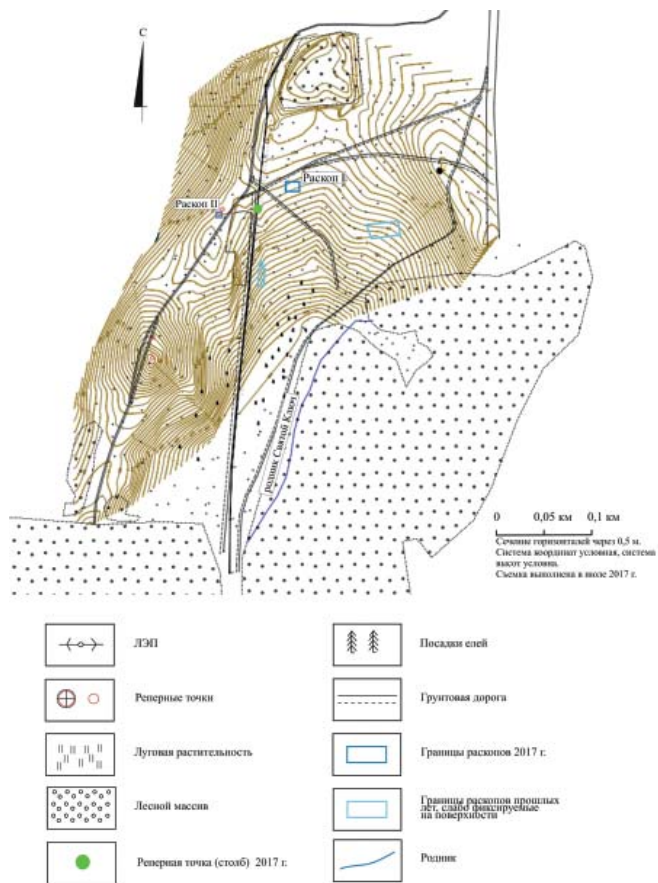 С
Раскоп I
Раскоп II
родник Святой Ключ
0 0,05 км 0,1 км
Сечение горизонталей через 0,5 м.
Система координат условная, система
высот условна.
Съемка выполнена в июле 2017 г.
ЛЭП
Посадки елей
Реперные точки
Грунтовая дорога
Луговая растительность
Границы раскопов 2017 г.
Лесной массив
Границы раскопов прошлых
лет, слабо фиксируемые
на поверхности
Реперная точка (столб) 2017 г.
Родник